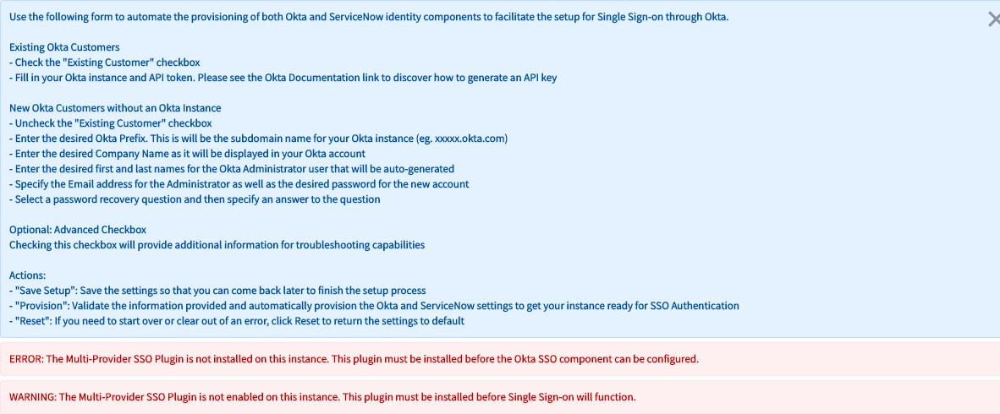 Use the following form to automate the provisioning of both Okta and ServiceNow identity components to facilitate the setup for Single Sign-on through Okta.
Existing Okta Customers
- Check the "Existing Customer" checkbox
- Fill in your Okta instance and API token. Please see the Okta Documentation link to discover how to generate an API key
New Okta Customers without an Okta Instance
- Uncheck the "Existing Customer" checkbox
- Enter the desired Okta Prefix. This is will be the subdomain name for your Okta instance (eg. xxxxx.okta.com)
- Enter the desired Company Name as it will be displayed in your Okta account
- Enter the desired first and last names for the Okta Administrator user that will be auto-generated
- Specify the Email address for the Administrator as well as the desired password for the new account
- Select a password recovery question and then specify an answer to the question
Optional: Advanced Checkbox
Checking this checkbox will provide additional information for troubleshooting capabilities
Actions:
- "Save Setup": Save the settings so that you can come back later to finish the setup process
- "Provision": Validate the information provided and automatically provision the Okta and ServiceNow settings to get your instance ready for SSO Authentication
- "Reset": If you need to start over or clear out of an error, click Reset to return the settings to default
ERROR: The Multi-Provider SSO Plugin is not installed on this instance. This plugin must be installed before the Okta SSO component can be configured.
WARNING: The Multi-Provider SSO Plugin is not enabled on this instance. This plugin must be installed before Single Sign-on will function.